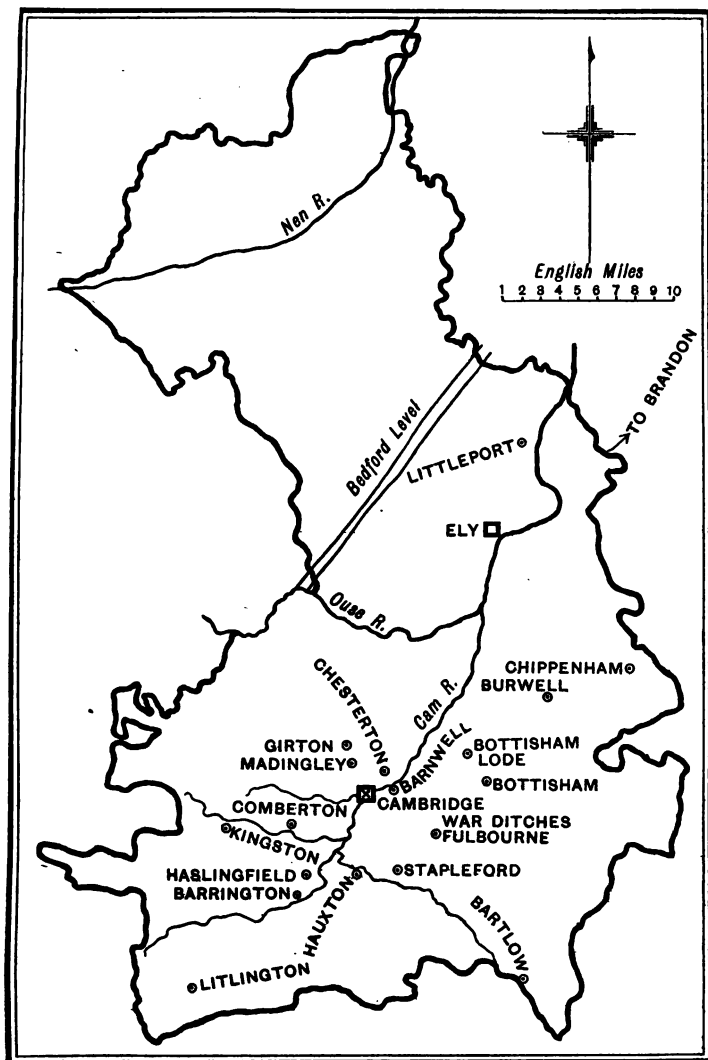 Nen R.
English Miles
1 2 3 4 5 6 7 8 9 10
TO BRANDON
Bedford Level
LITTLEPORT
ELY
Ouse R.
CHIPPENHAM
BURWELL
CHESTERTON
Cam R.
GIRTON
MADINGLEY
BARNWELL
BOTTISHAM
LODE
BOTTISHAM
CAMBRIDGE
COMBERTON
WAR DITCHES
FULBOURNE
KINGSTON
HASLINGFIELD
BARRINGTON
HAUXTON
STAPLEFORD
BARTLOW
LITLINGTON